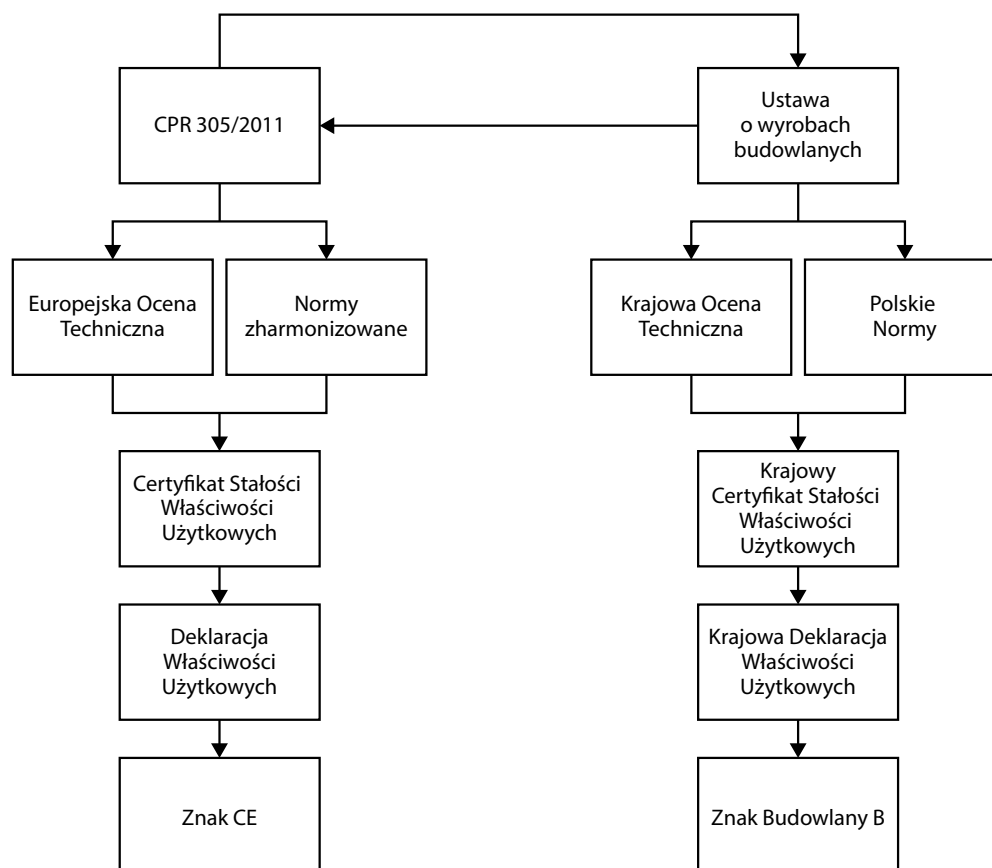 CPR 305/2011
Ustawa
o wyrobach
budowlanych
Europejska Ocena
Techniczna
Normy
zharmonizowane
Krajowa Ocena
Techniczna
Polskie
Normy
Certyfikat Stałości
Właściwości
Użytkowych
Krajowy
Certyfikat Stałości
Właściwości
Użytkowych
Deklaracja
Właściwości
Użytkowych
Krajowa Deklaracja
Właściwości
Użytkowych
Znak CE
Znak Budowlany B